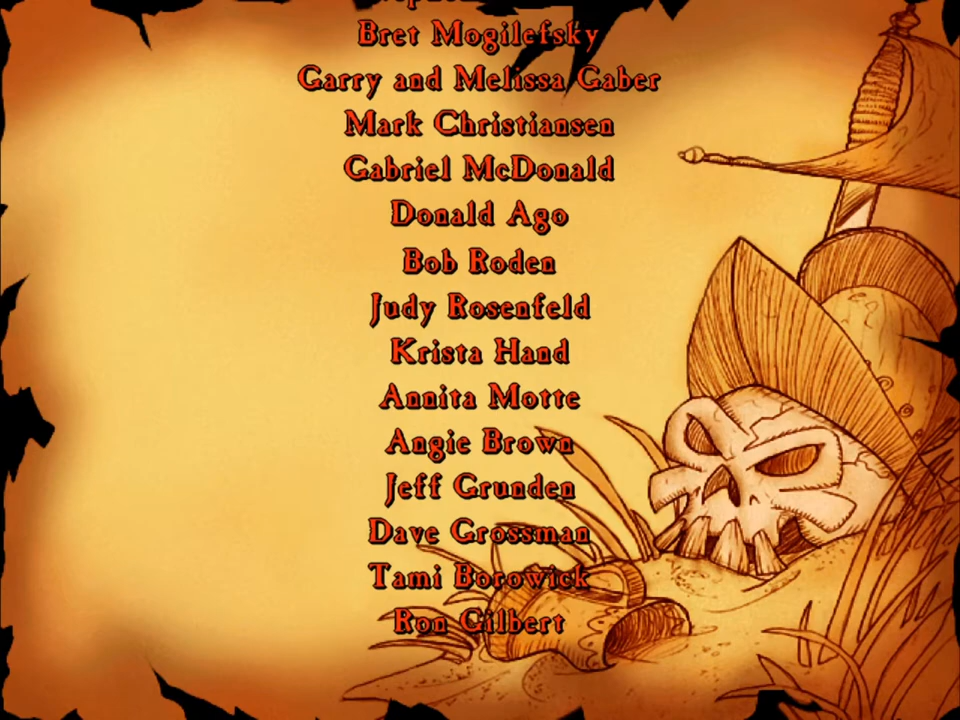 Bret Mogilefsky
Garry and Melissa Gaber
Mark Christiansen
Gabriel McDonald
Donald Ago
Bob Roden
Judy Rosenfeld
Krista Hand
Annita Motte
Angie Brown
Jeff Grunden
Dave Grossman
Tami Borowick
Ron Gilbert